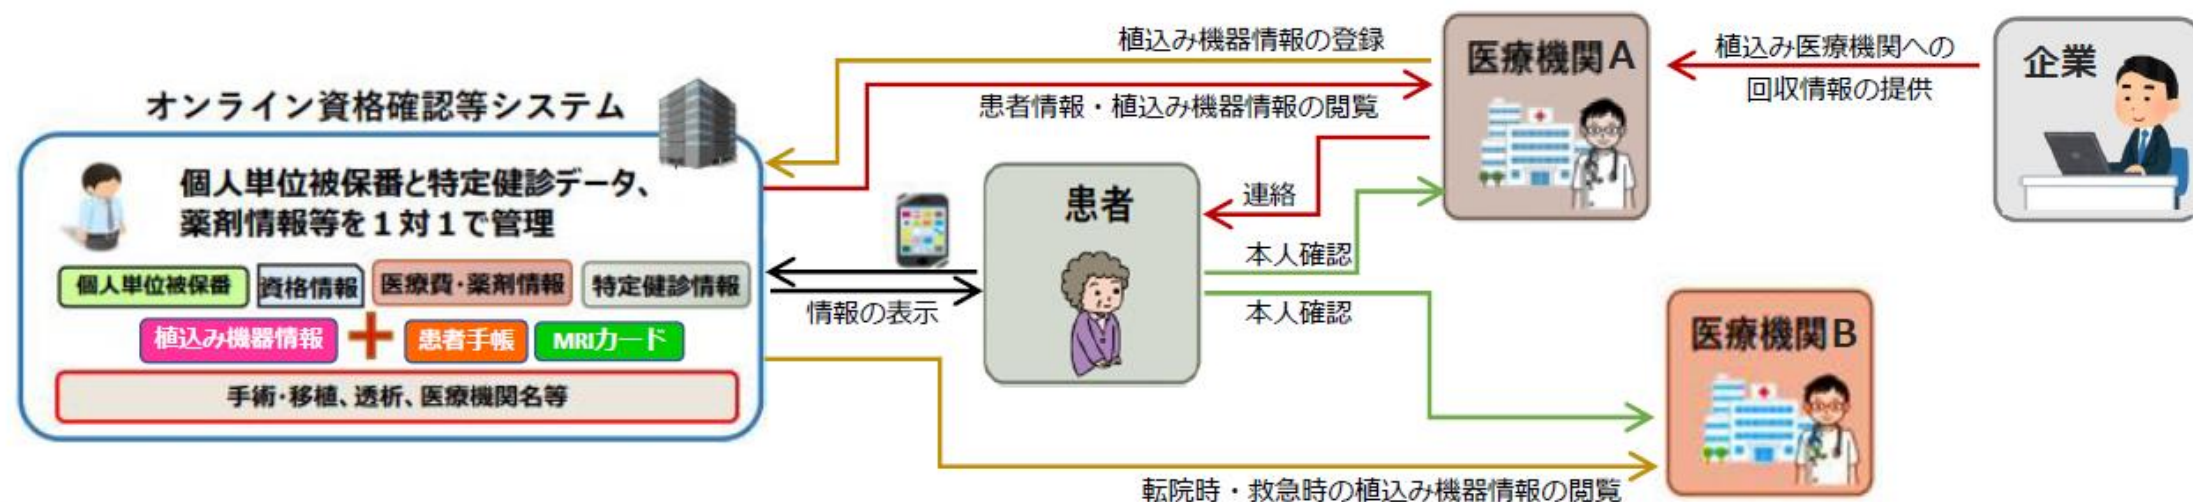 オンライン資格確認等システム
個人単位被保番と特定健診データ、
薬剤情報等を1対1で管理
個人単位被保番
資格情報
医療費・薬剤情報
特定健診情報
植込み機器情報
患者手帳
MRIカード
手術・移植、透析、医療機関名等
植込み機器情報の登録
患者情報・植込み機器情報の閲覧
患者
連絡
本人確認
本人確認
情報の表示
転院時・救急時の植込み機器情報の閲覧
医療機関A
植込み医療機関への
回収情報の提供
企業
医療機関B